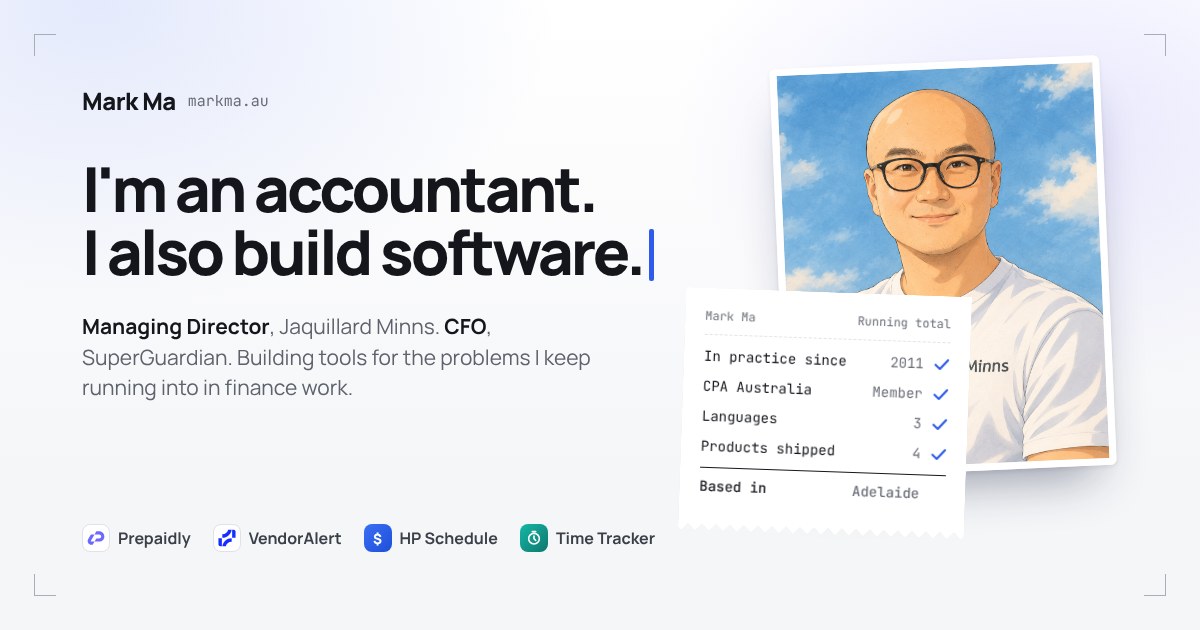 Mark Ma markma.au
I'm an accountant.
I also build software.
Managing Director, Jaquillard Minns. CFO,
SuperGuardian. Building tools for the problems I keep
running into in finance work.
Mark Ma Running total
In practice since 2011
CPA Australia Member
Languages 3
Products shipped 4
Based in Adelaide
Minns
Prepaidly VendorAlert HP Schedule Time Tracker